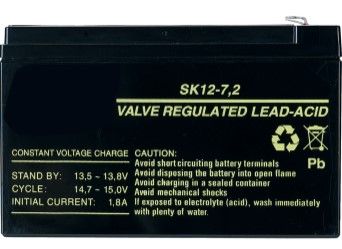 SK12-7,2
VALVE REGULATED LEAD-ACID
CONSTANT VOLTAGE CHARGE
STAND BY: 13,5 ~ 13,8V
CYCLE: 14,7 ~ 15,0V
INITIAL CURRENT: 1,8A
CAUTION:
Avoid short circuiting battery terminals
Avoid disposing the battery into open flame
Avoid charging in a sealed container
Avoid mechanical shocks
If exposed to electrolyte (acid), wash immediately
with plenty of water.
Pb